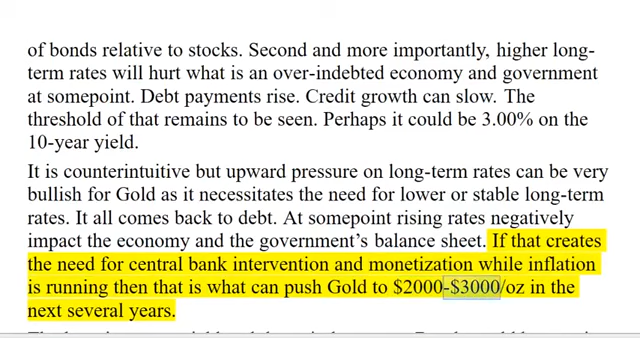 of bonds relative to stocks. Second and more importantly, higher long-
term rates will hurt what is an over-indebted economy and government
at somepoint. Debt payments rise. Credit growth can slow. The
threshold of that remains to be seen. Perhaps it could be 3.00% on the
10-year yield.
It is counterintuitive but upward pressure on long-term rates can be very
bullish for Gold as it necessitates the need for lower or stable long-term
rates. It all comes back to debt. At somepoint rising rates negatively
impact the economy and the government's balance sheet. If that creates
the need for central bank intervention and monetization while inflation
is running then that is what can push Gold to $2000-$3000/oz in the
next several years.